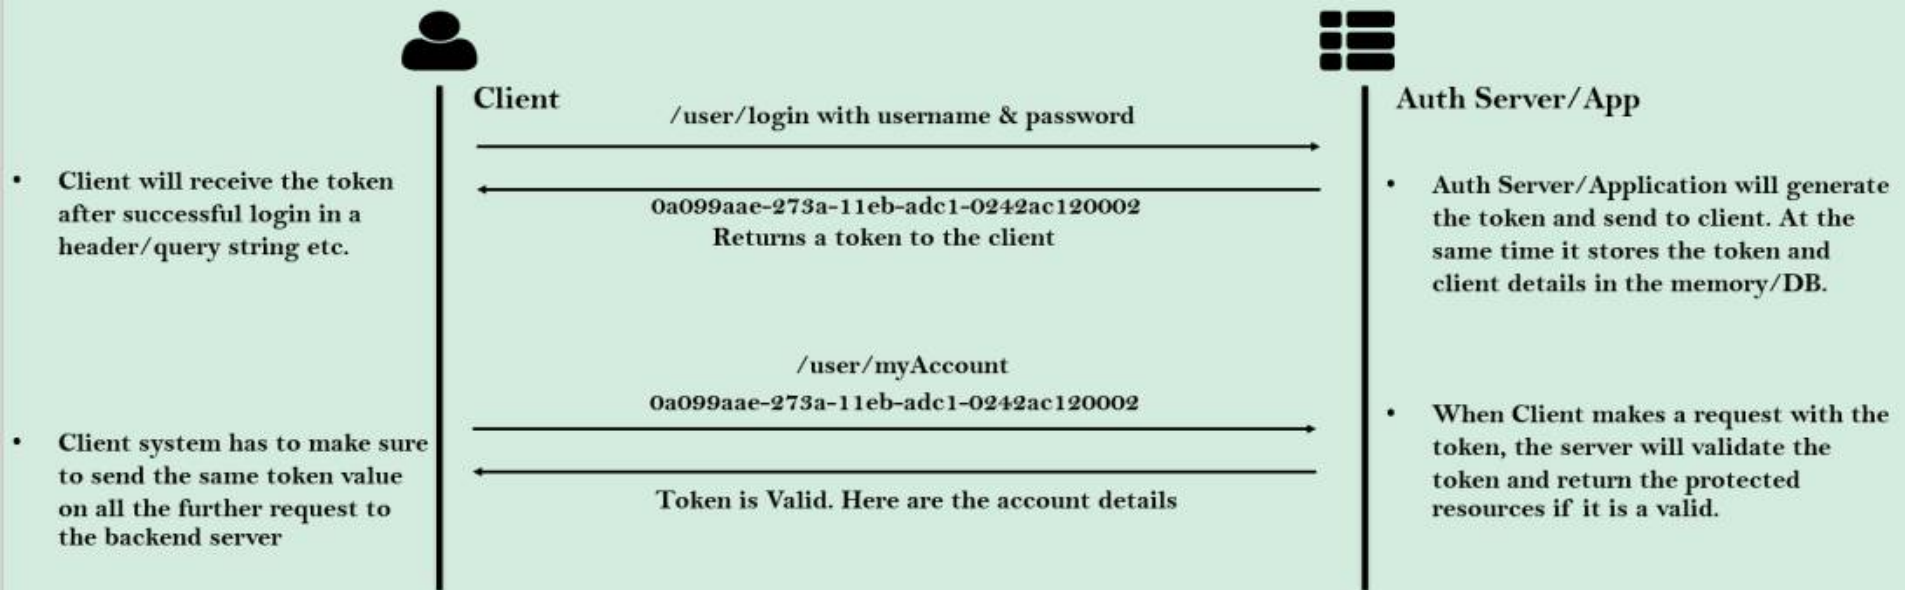 Client
Auth Server/App
/user/login with username & password
0a099aae-273a-11eb-adc1-0242ac120002
Returns a token to the client
• Client will receive the token
after successful login in a
header/query string etc.
• Auth Server/Application will generate
the token and send to client. At the
same time it stores the token and
client details in the memory/DB.
/user/myAccount
0a099aae-273a-11eb-adc1-0242ac120002
Token is Valid. Here are the account details
• Client system has to make sure
to send the same token value
on all the further request to
the backend server
• When Client makes a request with the
token, the server will validate the
token and return the protected
resources if it is a valid.